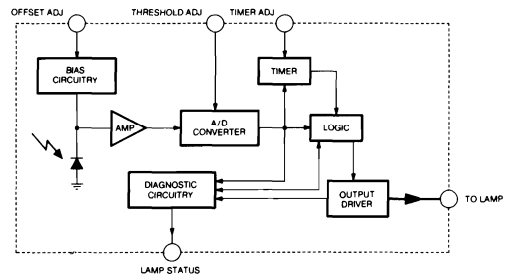 OFFSET ADJ THRESHOLD ADJ TIMER ADJ
BIAS
CIRCUITRY
TIMER
AMP
A/D
CONVERTER
LOGIC
DIAGNOSTIC
CIRCUITRY
OUTPUT
DRIVER
TO LAMP
LAMP STATUS